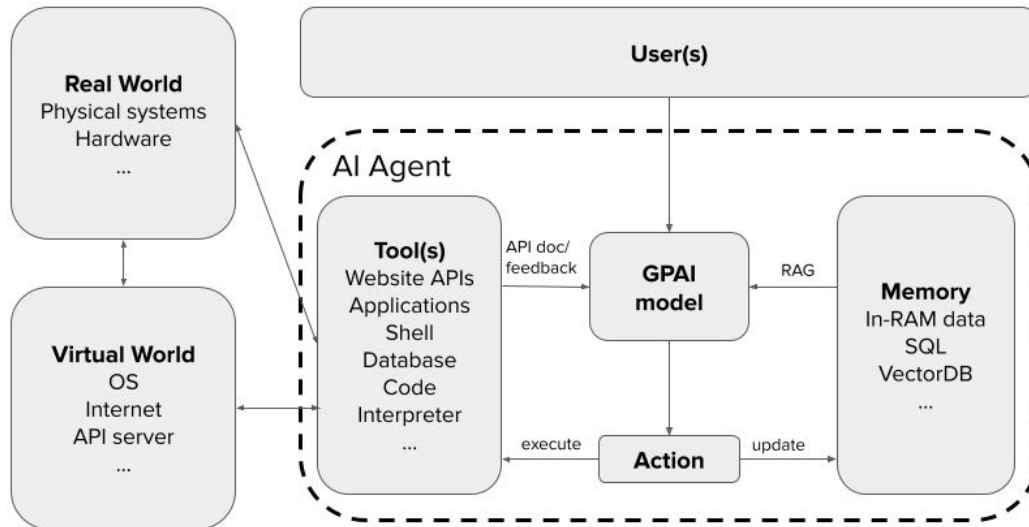 User(s)
Real World
Physical systems
Hardware
...
AI Agent
Tool(s)
Website APIs
Applications
Shell
Database
Code
Interpreter
...
API doc/
feedback
GPAI
model
RAG
Memory
In-RAM data
SQL
VectorDB
...
Virtual World
OS
Internet
API server
...
execute
Action
update